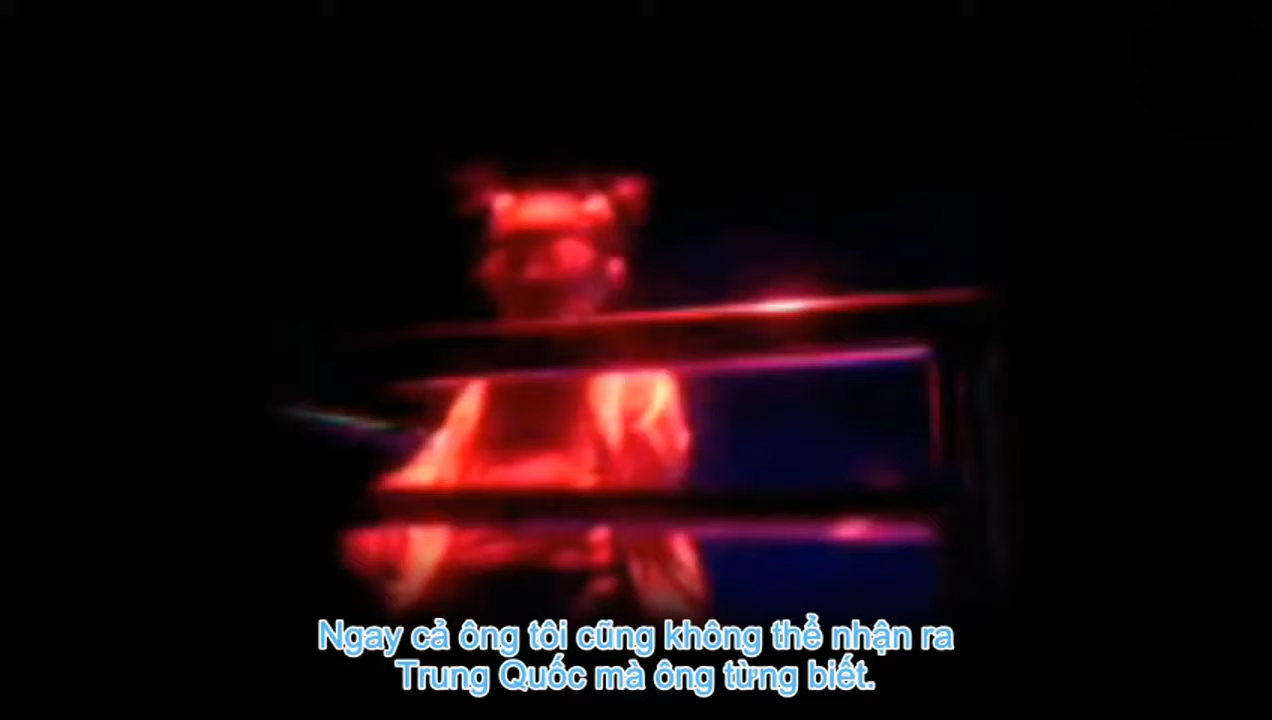 Ngay cả ông tôi cũng không thể nhận ra
Trung Quốc mà ông từng biết.